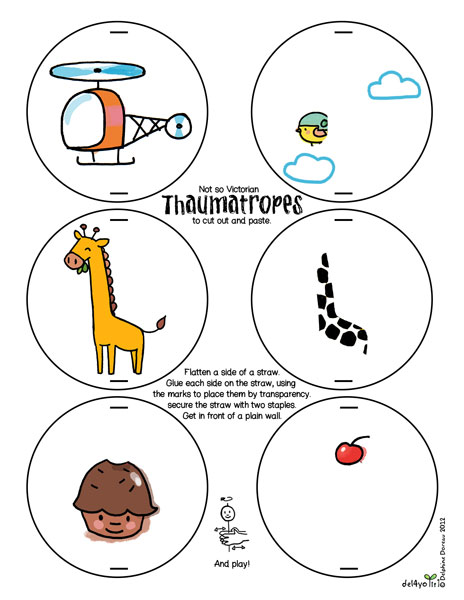 Not so Victorian
Thaumatropes
to cut out and paste.
Flatten a side of a straw.
Glue each side on the straw, using
the marks to place them by transparency.
secure the straw with two staples.
Get in front of a plain wall.
And play!
del4yo
© Delphine Doreau 2012